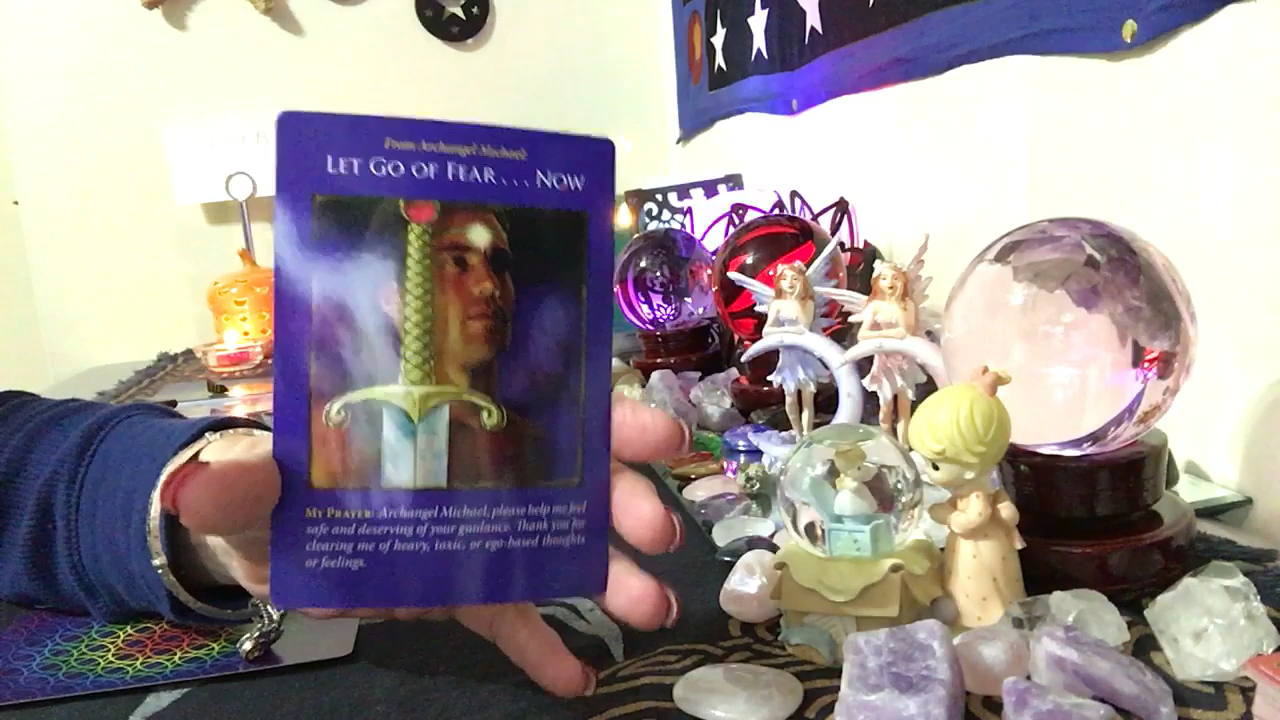 From Archangel Michael:
LET GO OF FEAR . . . NOW
MY PRAYER: Archangel Michael, please help me feel
safe and deserving of your guidance. Thank you for
clearing me of heavy, toxic, or ego-based thoughts
or feelings.